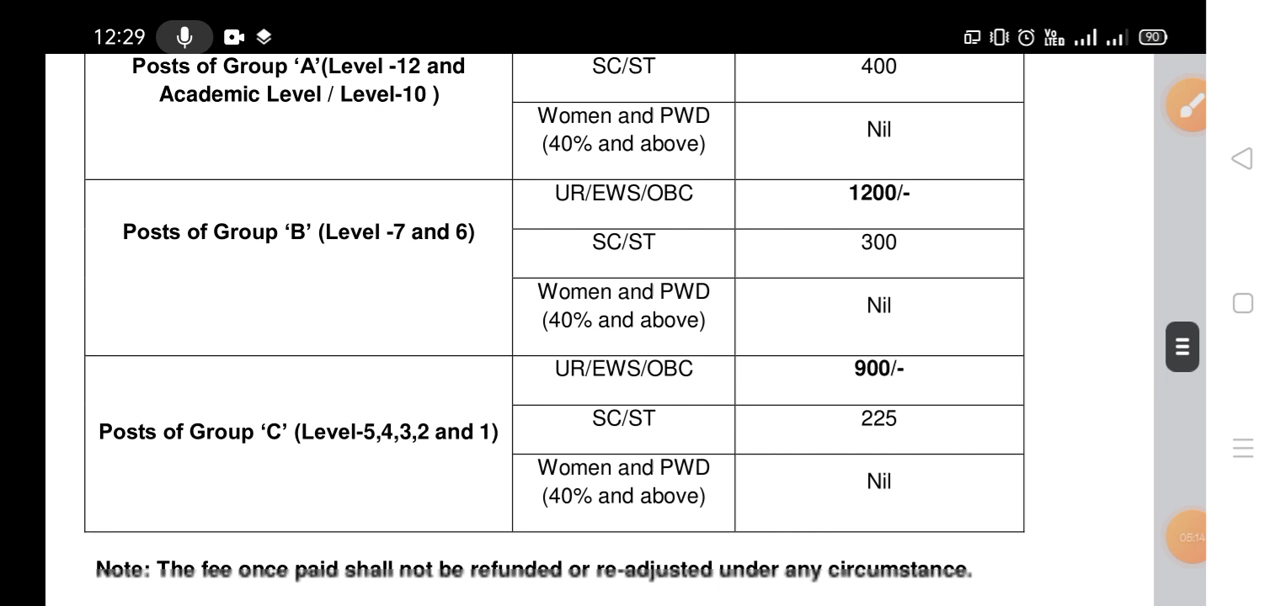 12:29
Vo
LTED
90
Posts of Group ‘A’(Level -12 and
Academic Level / Level-10 )
SC/ST
400
Women and PWD
(40% and above)
Nil
Posts of Group ‘B’ (Level -7 and 6)
UR/EWS/OBC
1200/-
SC/ST
300
Women and PWD
(40% and above)
Nil
Posts of Group ‘C’ (Level-5,4,3,2 and 1)
UR/EWS/OBC
900/-
SC/ST
225
Women and PWD
(40% and above)
Nil
05:14
Note: The fee once paid shall not be refunded or re-adjusted under any circumstance.